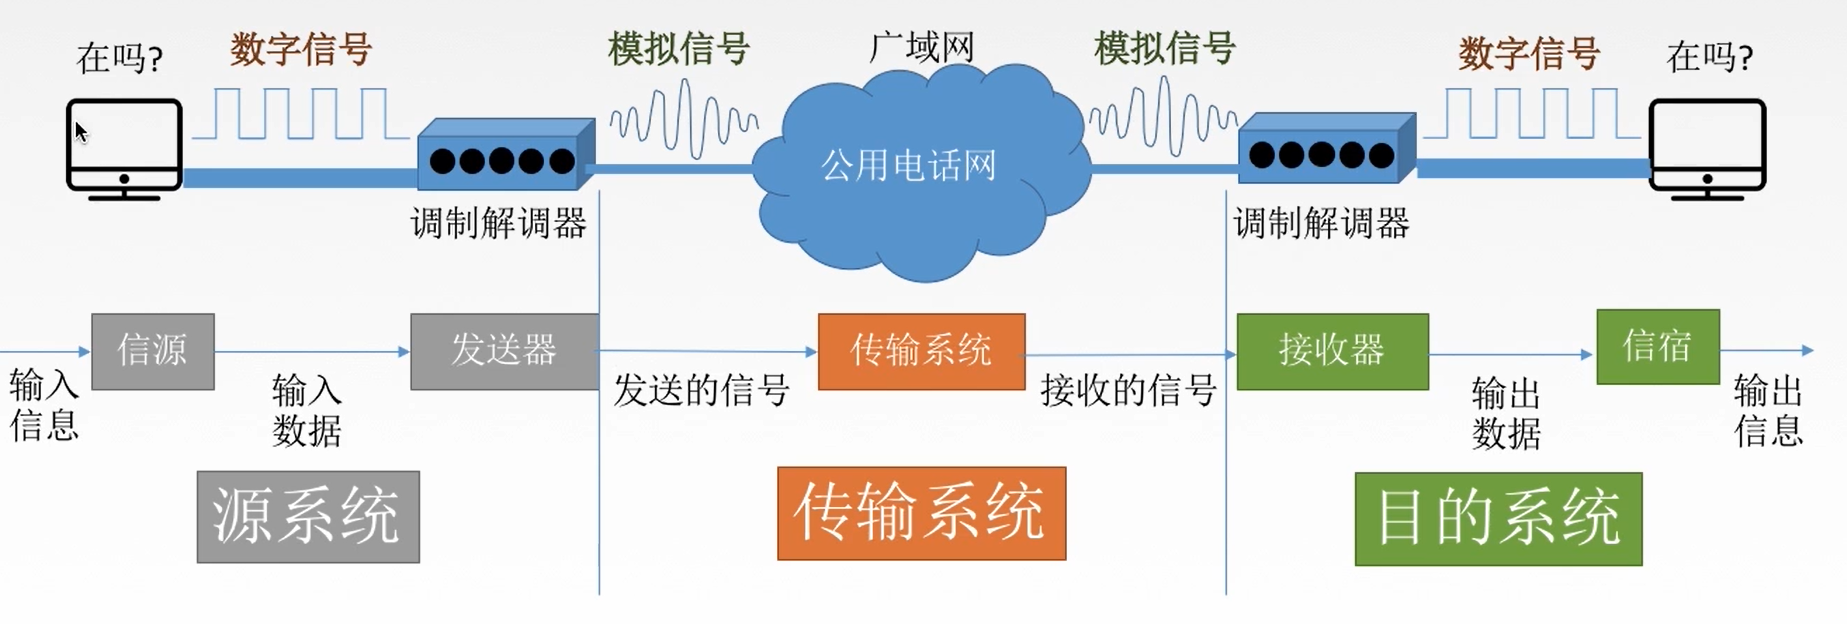 在吗?
数字信号
模拟信号
广域网
模拟信号
数字信号
在吗?
公用电话网
调制解调器
调制解调器
信源
发送器
传输系统
接收器
信宿
输入
信息
输入
数据
发送的信号
接收的信号
输出
数据
输出
信息
源系统
传输系统
目的系统